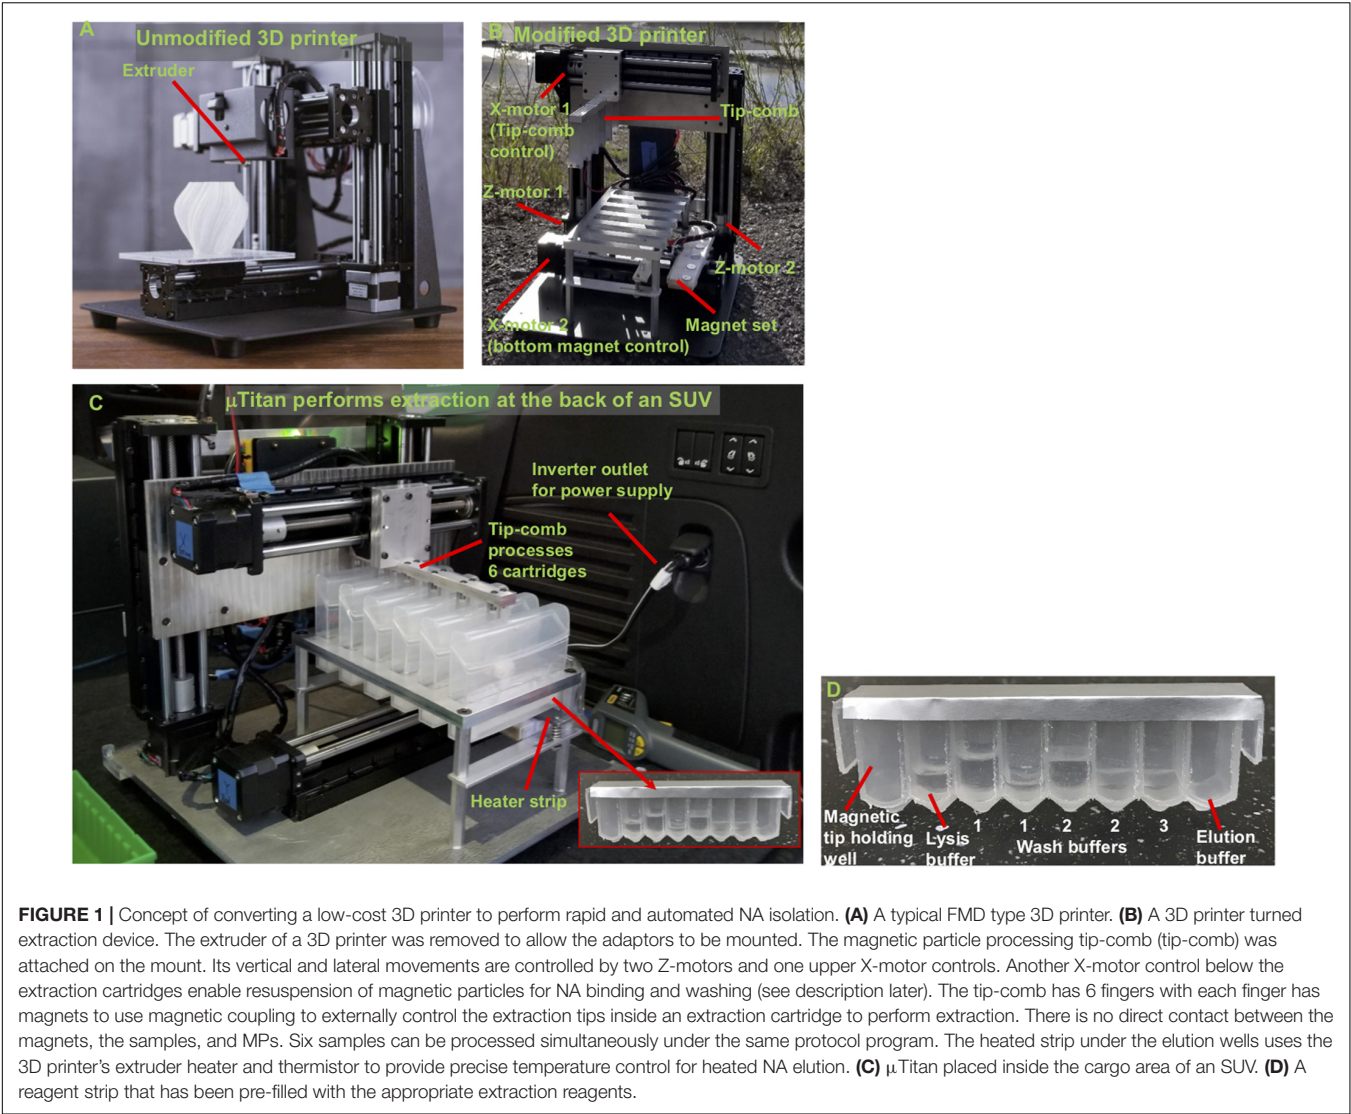 A
Unmodified 3D printer
Extruder
B
Modified 3D printer
X-motor 1
(Tip-comb
control)
Tip-comb
Z-motor 1
Z-motor 2
X-motor 2
(bottom magnet control)
Magnet set
C
μTitan performs extraction at the back of an SUV
Inverter outlet
for power supply
Tip-comb
processes
6 cartridges
Heater strip
D
Magnetic
tip holding
well
Lysis
buffer
1 1 2 2 3
Wash buffers
Elution
buffer
FIGURE 1 | Concept of converting a low-cost 3D printer to perform rapid and automated NA isolation. (A) A typical FMD type 3D printer. (B) A 3D printer turned
extraction device. The extruder of a 3D printer was removed to allow the adaptors to be mounted. The magnetic particle processing tip-comb (tip-comb) was
attached on the mount. Its vertical and lateral movements are controlled by two Z-motors and one upper X-motor controls. Another X-motor control below the
extraction cartridges enable resuspension of magnetic particles for NA binding and washing (see description later). The tip-comb has 6 fingers with each finger has
magnets to use magnetic coupling to externally control the extraction tips inside an extraction cartridge to perform extraction. There is no direct contact between the
magnets, the samples, and MPs. Six samples can be processed simultaneously under the same protocol program. The heated strip under the elution wells uses the
3D printer's extruder heater and thermistor to provide precise temperature control for heated NA elution. (C) μTitan placed inside the cargo area of an SUV. (D) A
reagent strip that has been pre-filled with the appropriate extraction reagents.